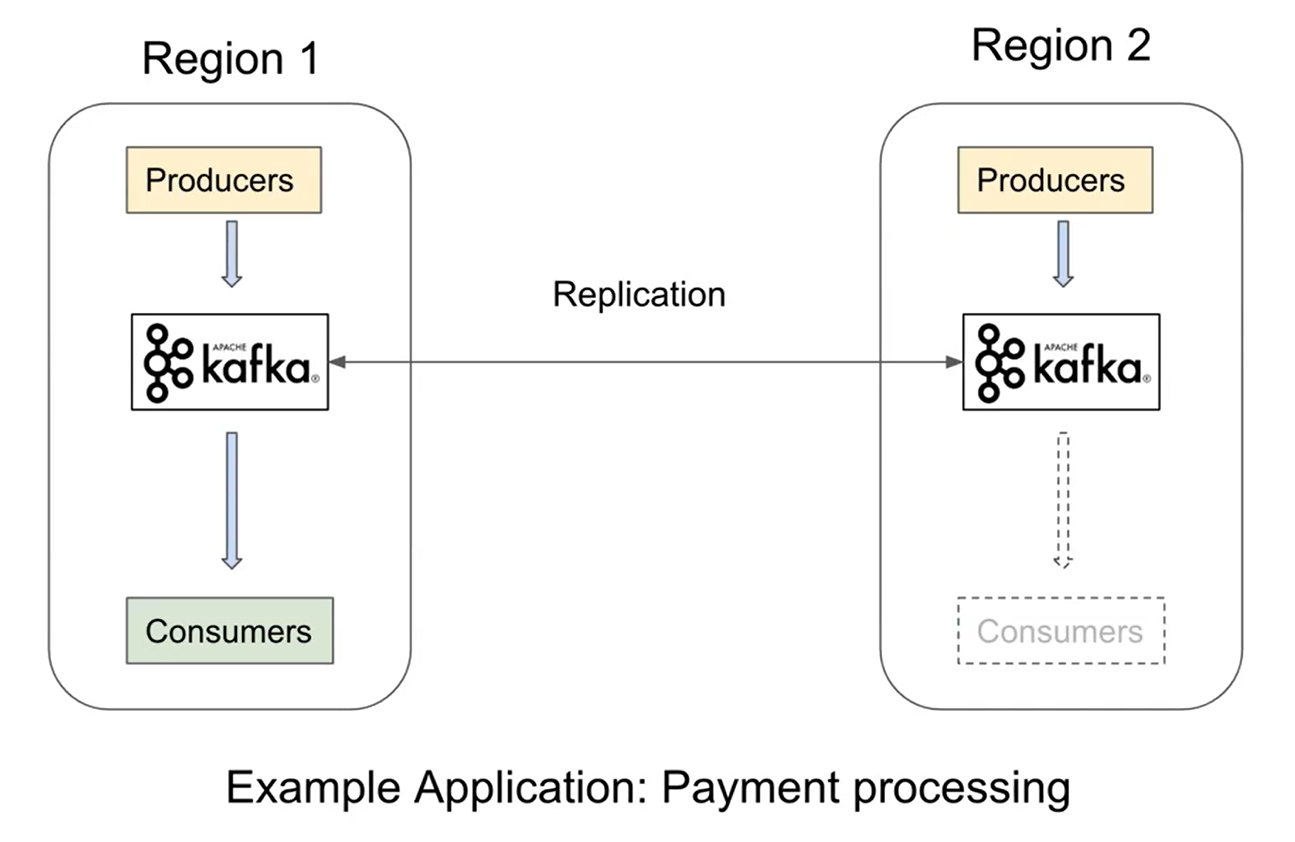 Region 1
Region 2
Producers
Producers
Replication
APACHE
kafka®
APACHE
kafka®
Consumers
Consumers
Example Application: Payment processing